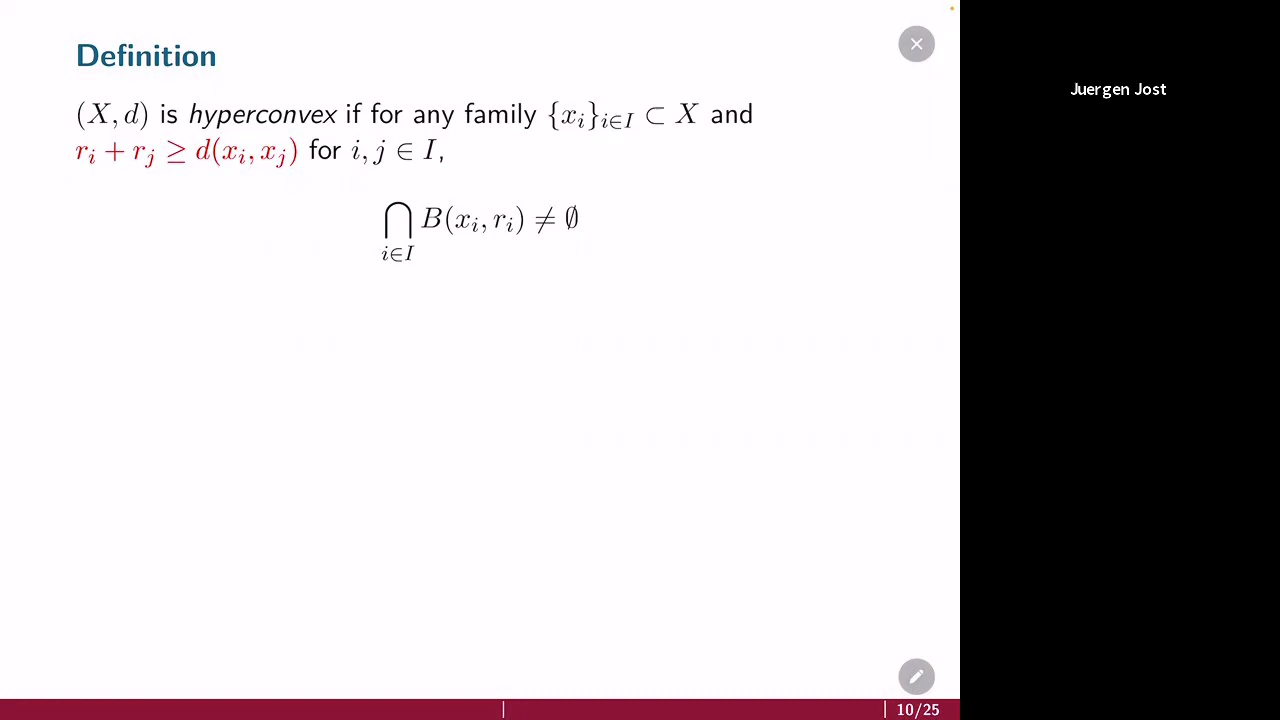 Definition
(X, d) is hyperconvex if for any family {x_i}_{i∈I} ⊂ X and
r_i + r_j ≥ d(x_i, x_j) for i, j ∈ I,
⋂_{i∈I} B(x_i, r_i) ≠ ∅
10/25
Juergen Jost